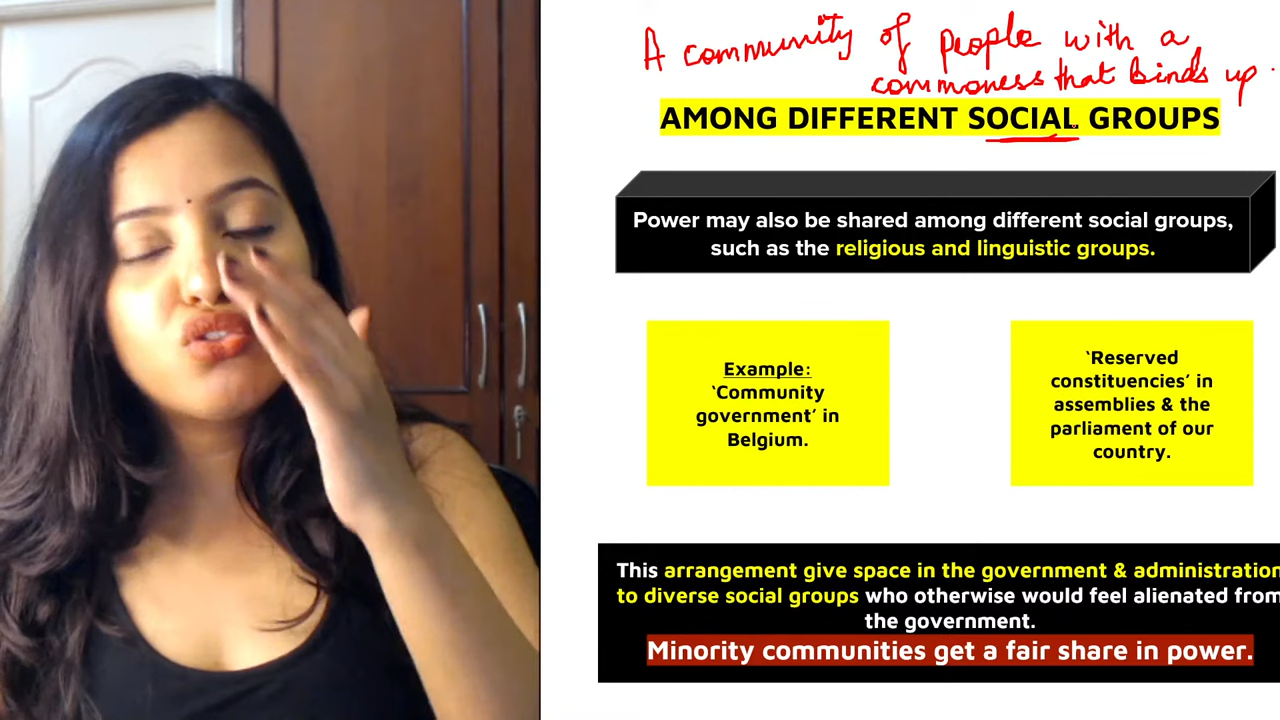 A community of people with a
commoness that binds up.
AMONG DIFFERENT SOCIAL GROUPS
Power may also be shared among different social groups,
such as the religious and linguistic groups.
Example:
‘Community
government’ in
Belgium.
‘Reserved
constituencies’ in
assemblies & the
parliament of our
country.
This arrangement give space in the government & administration
to diverse social groups who otherwise would feel alienated from
the government.
Minority communities get a fair share in power.